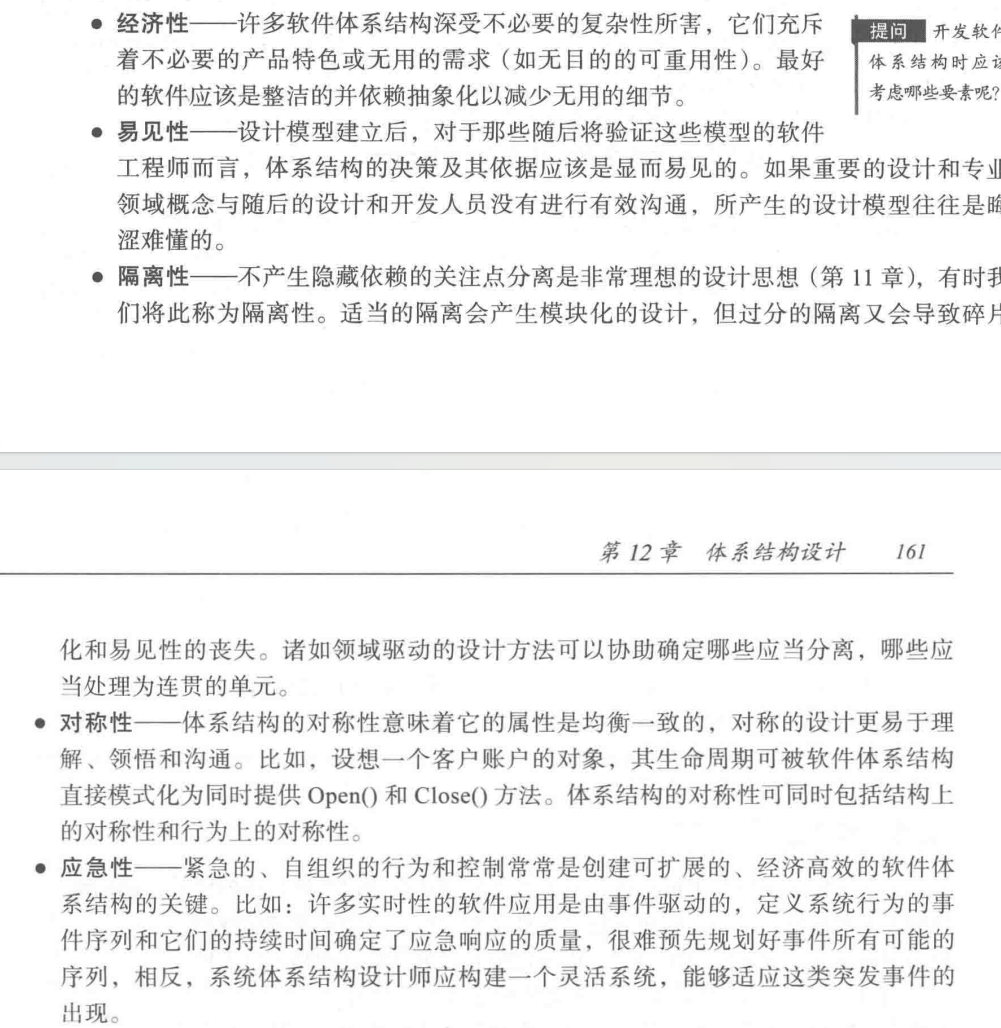 经济性——许多软件体系结构深受不必要的复杂性所害，它们充斥
着不必要的产品特色或无用的需求（如无目的的可重用性）。最好
的软件应该是整洁的并依赖抽象化以减少无用的细节。
提问 开发软件
体系结构时应该
考虑哪些要素呢?
易见性——设计模型建立后，对于那些随后将验证这些模型的软件
工程师而言，体系结构的决策及其依据应该是显而易见的。如果重要的设计和专业
领域概念与随后的设计和开发人员没有进行有效沟通，所产生的设计模型往往是晦
涩难懂的。
隔离性——不产生隐藏依赖的关注点分离是非常理想的设计思想（第 11 章），有时我
们将此称为隔离性。适当的隔离会产生模块化的设计，但过分的隔离又会导致碎片
第 12 章 体系结构设计 161
化和易见性的丧失。诸如领域驱动的设计方法可以协助确定哪些应当分离，哪些应
当处理为连贯的单元。
对称性——体系结构的对称性意味着它的属性是均衡一致的，对称的设计更易于理
解、领悟和沟通。比如，设想一个客户账户的对象，其生命周期可被软件体系结构
直接模式化为同时提供 Open() 和 Close() 方法。体系结构的对称性可同时包括结构上
的对称性和行为上的对称性。
应急性——紧急的、自组织的行为和控制常常是创建可扩展的、经济高效的软件体
系结构的关键。比如：许多实时性的软件应用是由事件驱动的，定义系统行为的事
件序列和它们的持续时间确定了应急响应的质量，很难预先规划好事件所有可能的
序列，相反，系统体系结构设计师应构建一个灵活系统，能够适应这类突发事件的
出现。